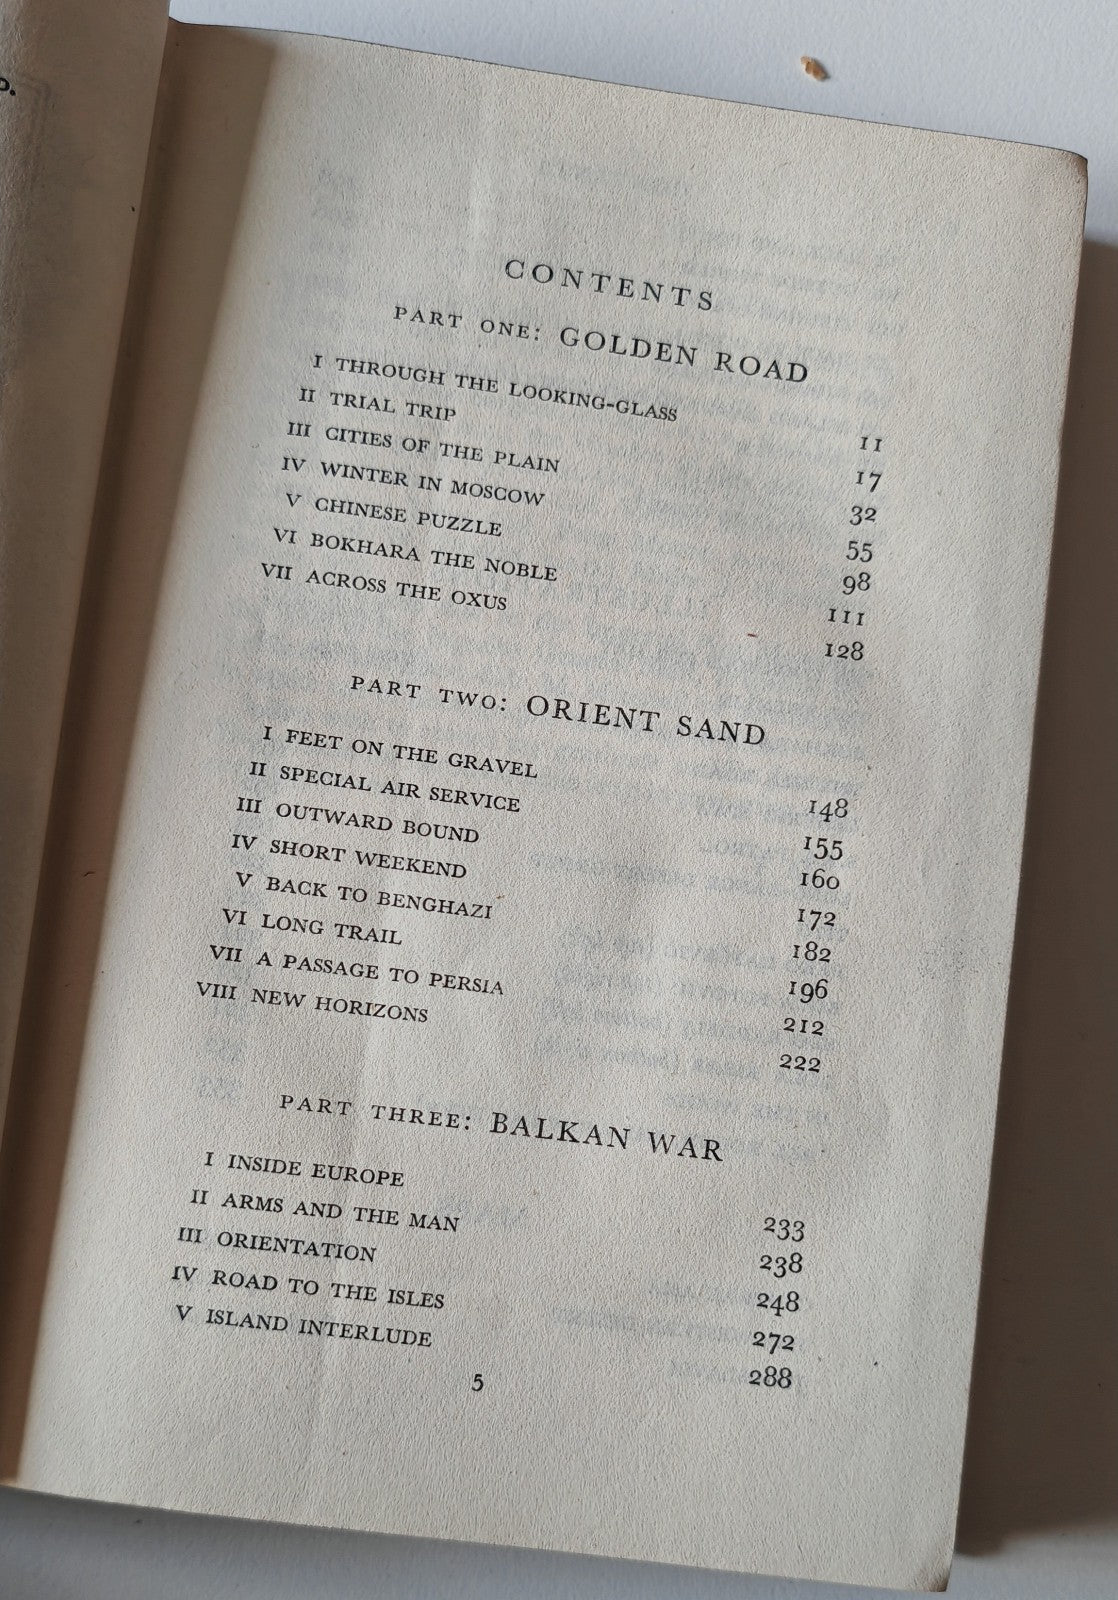 CONTENTS
PART ONE: GOLDEN ROAD
I THROUGH THE LOOKING-GLASS 11
II TRIAL TRIP 17
III CITIES OF THE PLAIN 32
IV WINTER IN MOSCOW 55
V CHINESE PUZZLE 98
VI BOKHARA THE NOBLE 111
VII ACROSS THE OXUS 128
PART TWO: ORIENT SAND
I FEET ON THE GRAVEL 148
II SPECIAL AIR SERVICE 155
III OUTWARD BOUND 160
IV SHORT WEEKEND 172
V BACK TO BENGHAZI 182
VI LONG TRAIL 196
VII A PASSAGE TO PERSIA 212
VIII NEW HORIZONS 222
PART THREE: BALKAN WAR
I INSIDE EUROPE 233
II ARMS AND THE MAN 238
III ORIENTATION 248
IV ROAD TO THE ISLES 272
V ISLAND INTERLUDE 288
5